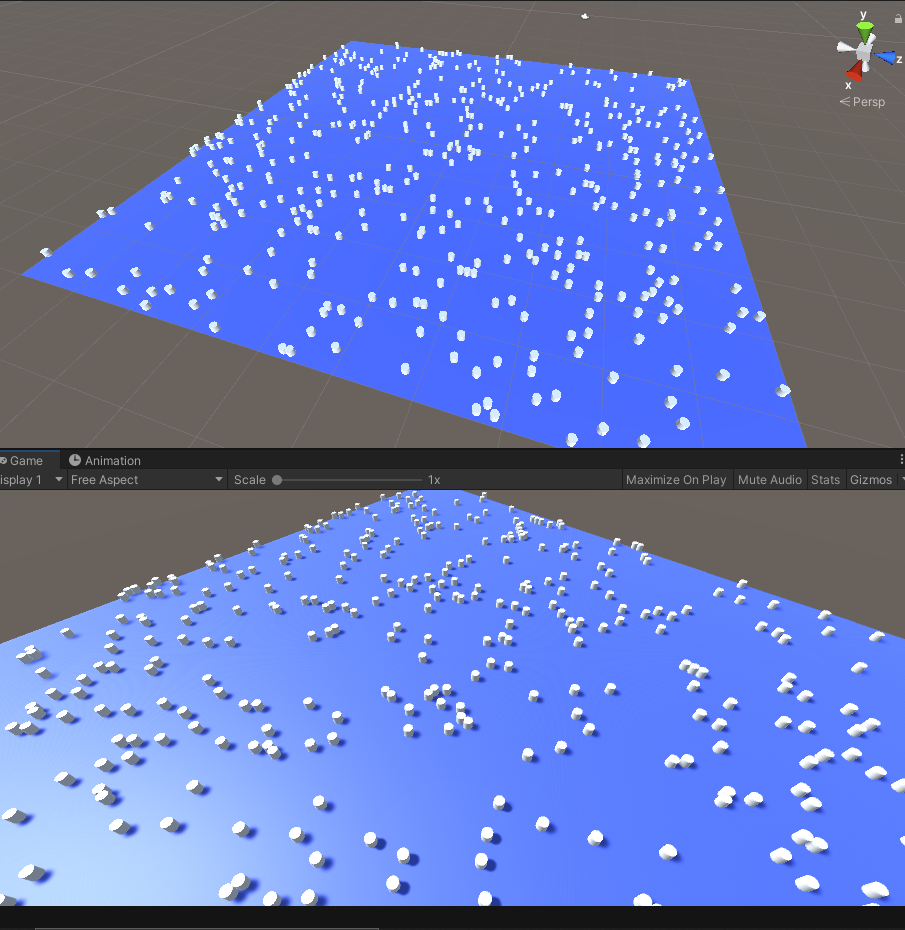 y
z
x
Persp
Game
Animation
isplay 1
Free Aspect
Scale
1x
Maximize On Play
Mute Audio
Stats
Gizmos